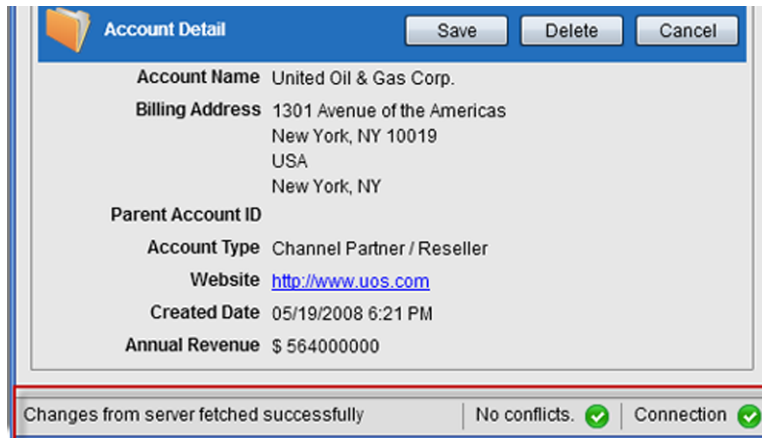 Account Detail Save Delete Cancel
Account Name United Oil & Gas Corp.
Billing Address 1301 Avenue of the Americas
New York, NY 10019
USA
New York, NY
Parent Account ID
Account Type Channel Partner / Reseller
Website http://www.uos.com
Created Date 05/19/2008 6:21 PM
Annual Revenue $ 564000000
Changes from server fetched successfully No conflicts. Connection